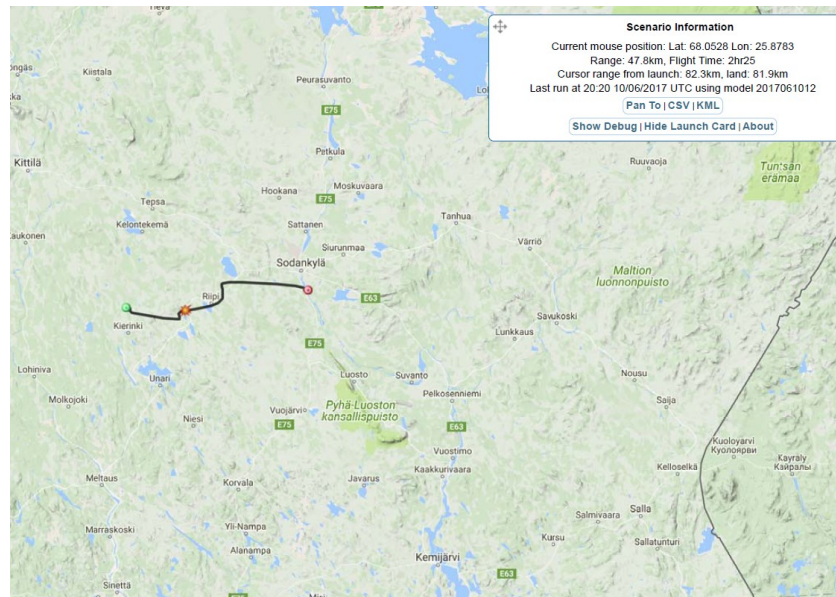 Scenario Information
Current mouse position: Lat: 68.0528 Lon: 25.8783
Range: 47.8km, Flight Time: 2hr25
Cursor range from launch: 82.3km, land: 81.9km
Last run at 20:20 10/06/2017 UTC using model 2017061012
Pan To | CSV | KML
Show Debug | Hide Launch Card | About
Kiistala
Peurasuvanto
E75
Petkula
Kittilä
Ruuvaoja
Tuntsan
erämaa
Hookana
Moskuvaara
E75
Tepsa
Kelontekemä
Sattanen
Tanhua
Siurunmaa
Värriö
Sodankylä
Maltion
luonnonpuisto
Riipi
E63
Kierinki
Savukoski
Lunkkaus
E75
Lohiniva
Unari
Luosto
Suvanto
Nousu
Molkojoki
Pelkosenniemi
Saija
Vuojärvi
Pyhä-Luoston
kansallispuisto
Niesi
E75
E63
Kuoloyarvi
Куолоярви
Vuostimo
Kayraly
Кайралы
Kelloselkä
Kaakkurivaara
Meltaus
Korvala
Javarus
Salla
Salmivaara
Marraskoski
Yli-Nampa
Alanampa
Kursu
Sallatunturi
Kemijärvi
E63
Sinettä